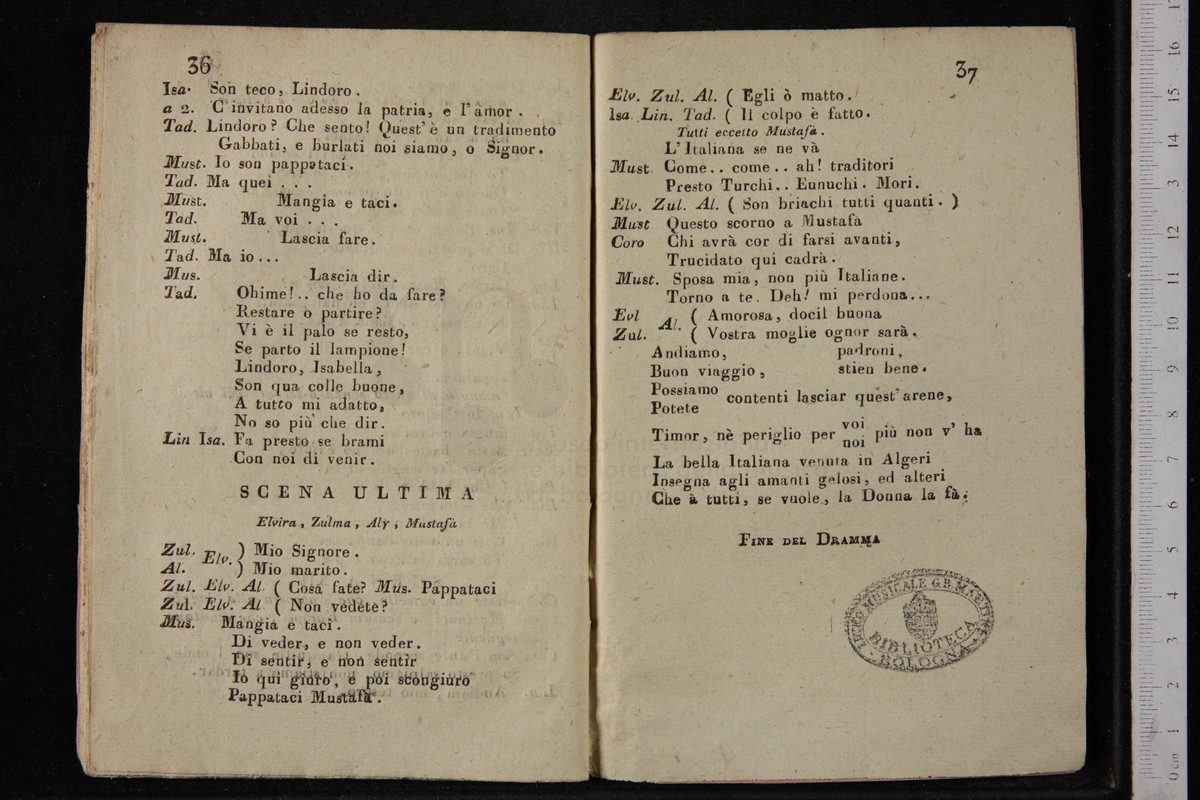 36
Isa. Son teco, Lindoro.
a 2. C'invitano adesso la patria, e l'amor.
Tad. Lindoro? Che sento! Quest'è un tradimento
Gabbati, e burlati noi siamo, o Signor.
Must. Io son pappataci.
Tad. Ma quei . . .
Must. Mangia e taci.
Tad. Ma voi . . .
Must. Lascia fare.
Tad. Ma io...
Mus. Lascia dir.
Tad. Ohime!.. che ho da fare?
Restare o partire?
Vi è il palo se resto,
Se parto il lampione!
Lindoro, Isabella,
Son qua colle buone,
A tutto mi adatto,
No so più che dir.
Lin Isa. Fa presto se brami
Con noi di venir.
SCENA ULTIMA
Elvira, Zulma, Aly, Mustafà
Zul. Elv. ) Mio Signore.
Al. ) Mio marito.
Zul. Elv. Al. ( Cosa fate? Mus. Pappataci
Zul. Elv. Al ( Non vedete?
Mus. Mangia e taci.
Di veder, e non veder.
Di sentir, e non sentir
Io qui giuro, e poi scongiuro
Pappataci Mustafà.
37
Elv. Zul. Al. ( Egli ò matto.
Isa. Lin. Tad. ( Il colpo è fatto.
Tutti eccetto Mustafà.
L'Italiana se ne và
Must. Come.. come.. ah! traditori
Presto Turchi.. Eunuchi. Mori.
Elv. Zul. Al. ( Son briachi tutti quanti. )
Must Questo scorno a Mustafà
Coro Chi avrà cor di farsi avanti,
Trucidato qui cadrà.
Must. Sposa mia, non più Italiane.
Torno a te. Deh! mi perdona...
Evl Al. ( Amorosa, docil buona
Zul. ( Vostra moglie ognor sarà.
Andiamo, padroni,
Buon viaggio, stien bene.
Possiamo
Potete contenti lasciar quest'arene,
Timor, nè periglio per voi noi più non v' ha
La bella Italiana venuta in Algeri
Insegna agli amanti gelosi, ed alteri
Che à tutti, se vuole, la Donna la fà.
FINE DEL DRAMMA
LICEO MUSICALE G.B. MARTINI
BIBLIOTECA
BOLOGNA